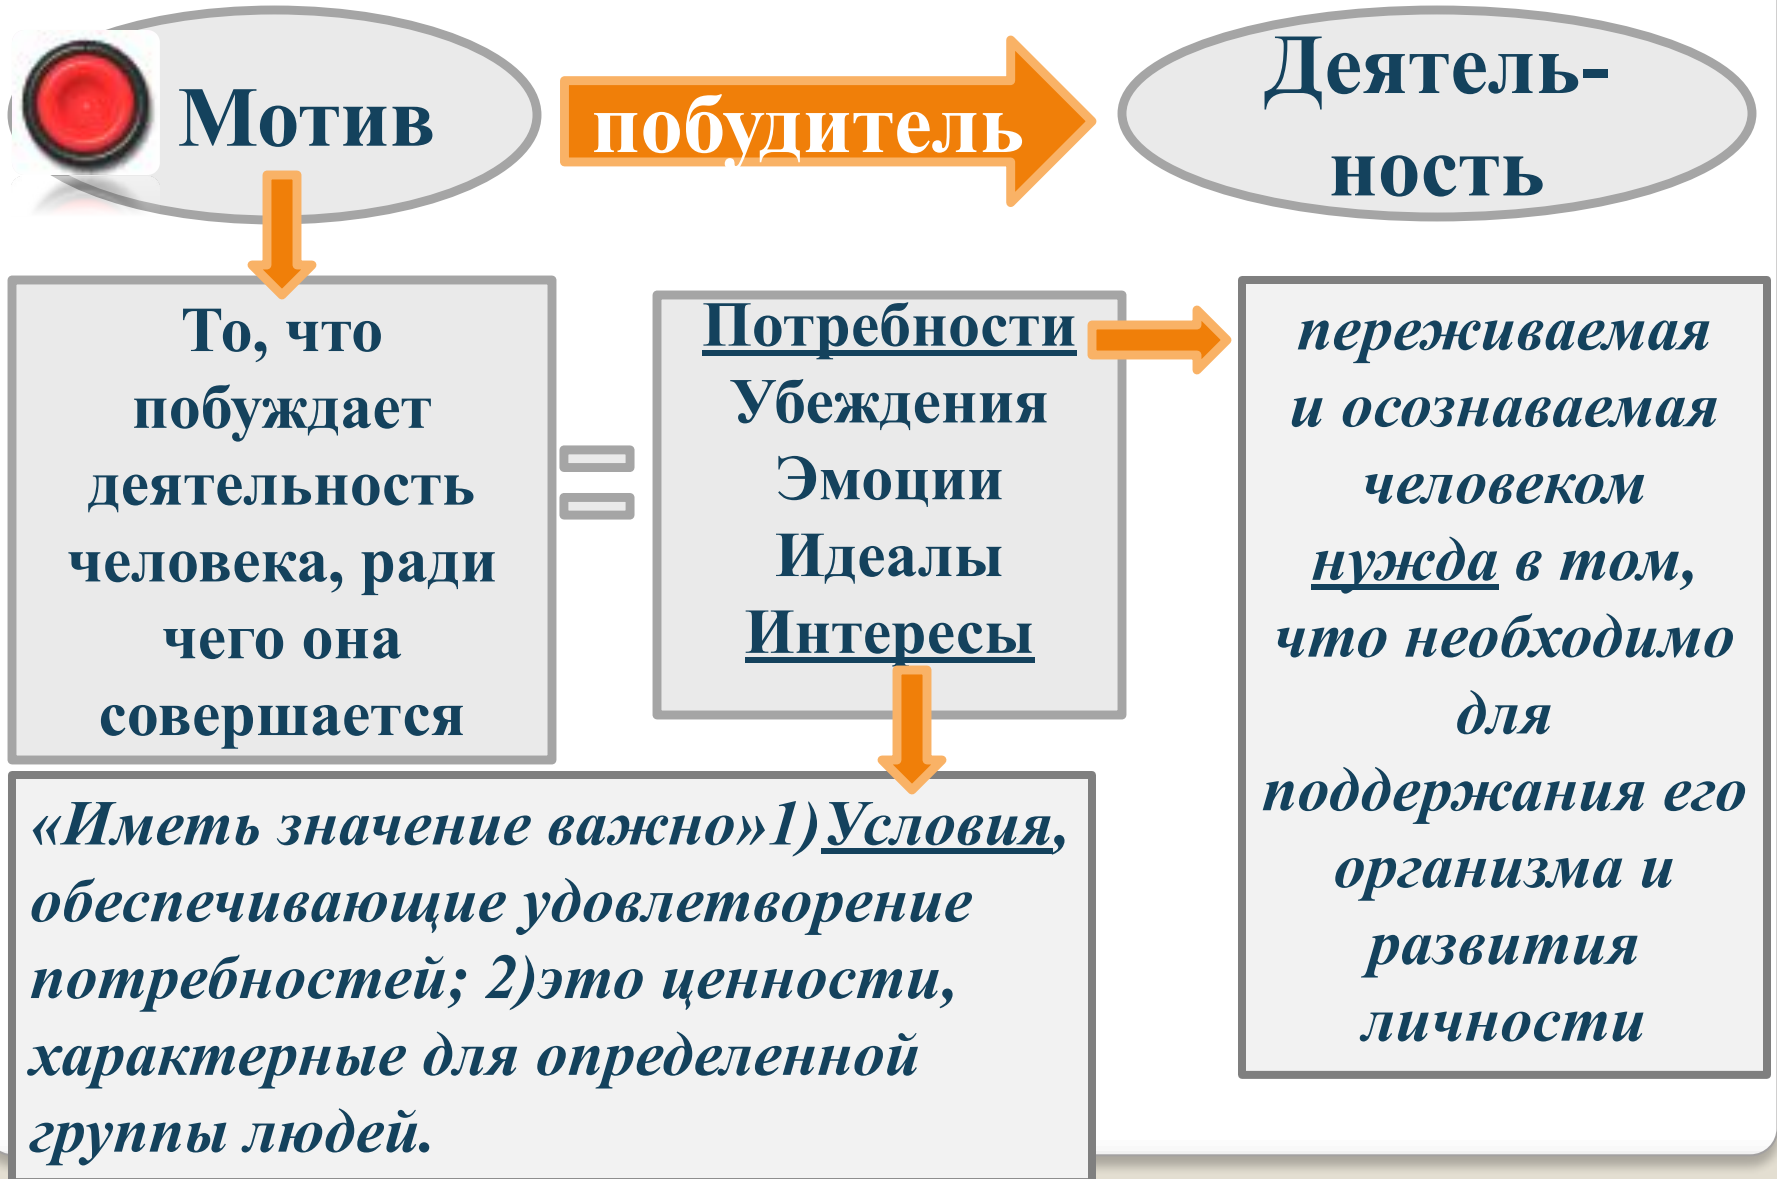 Мотив
побудитель
Деятель-
ность
То, что
побуждает
деятельность
человека, ради
чего она
совершается
Потребности
Убеждения
Эмоции
Идеалы
Интересы
переживаемая
и осознаваемая
человеком
нужда в том,
что необходимо
для
поддержания его
организма и
развития
личности
«Иметь значение важно»1)Условия,
обеспечивающие удовлетворение
потребностей; 2)это ценности,
характерные для определенной
группы людей.